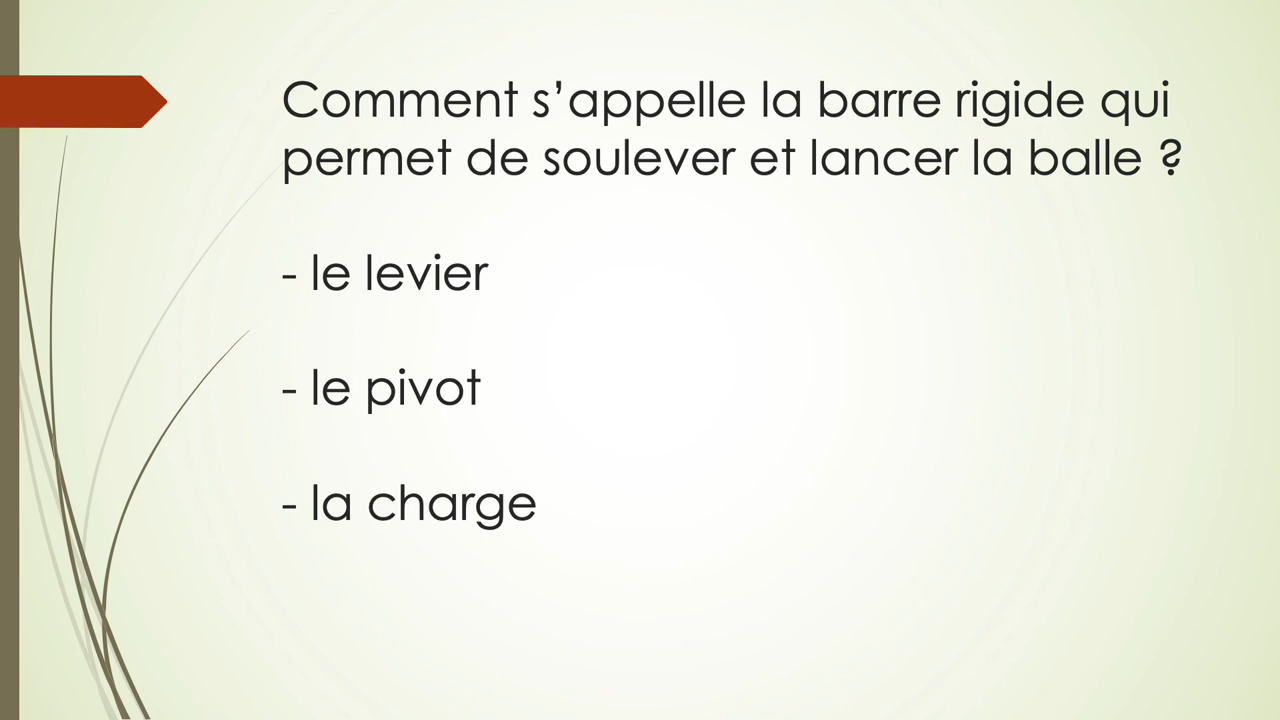 Comment s’appelle la barre rigide qui
permet de soulever et lancer la balle ?
- le levier
- le pivot
- la charge